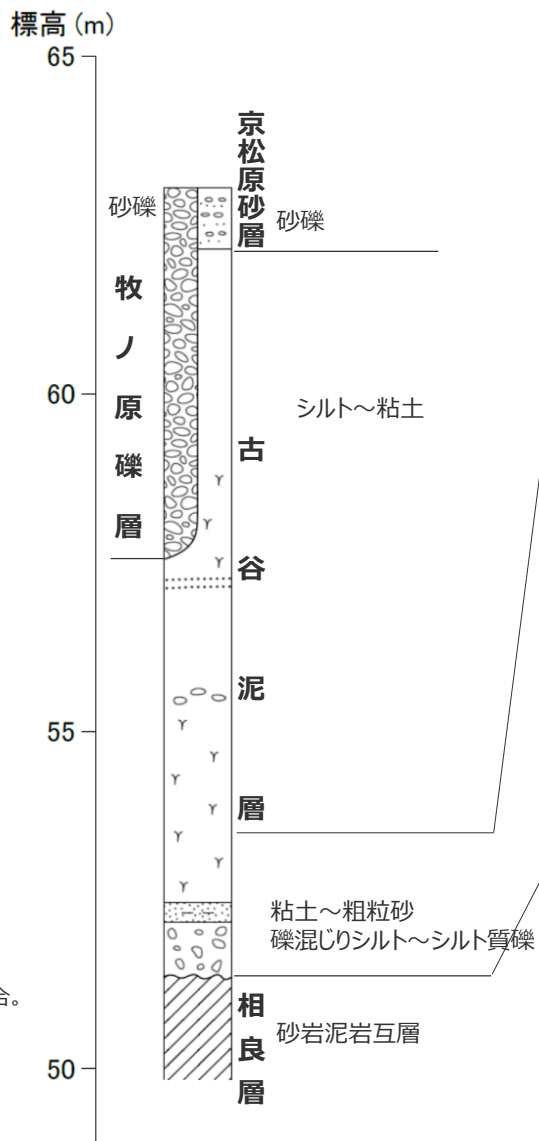 標高（m）
65
京松原砂層
砂礫
砂礫
牧ノ原礫層
60
シルト～粘土
古谷泥層
55
粘土～粗粒砂
礫混じりシルト～シルト質礫
合。
相良層
砂岩泥岩互層
50